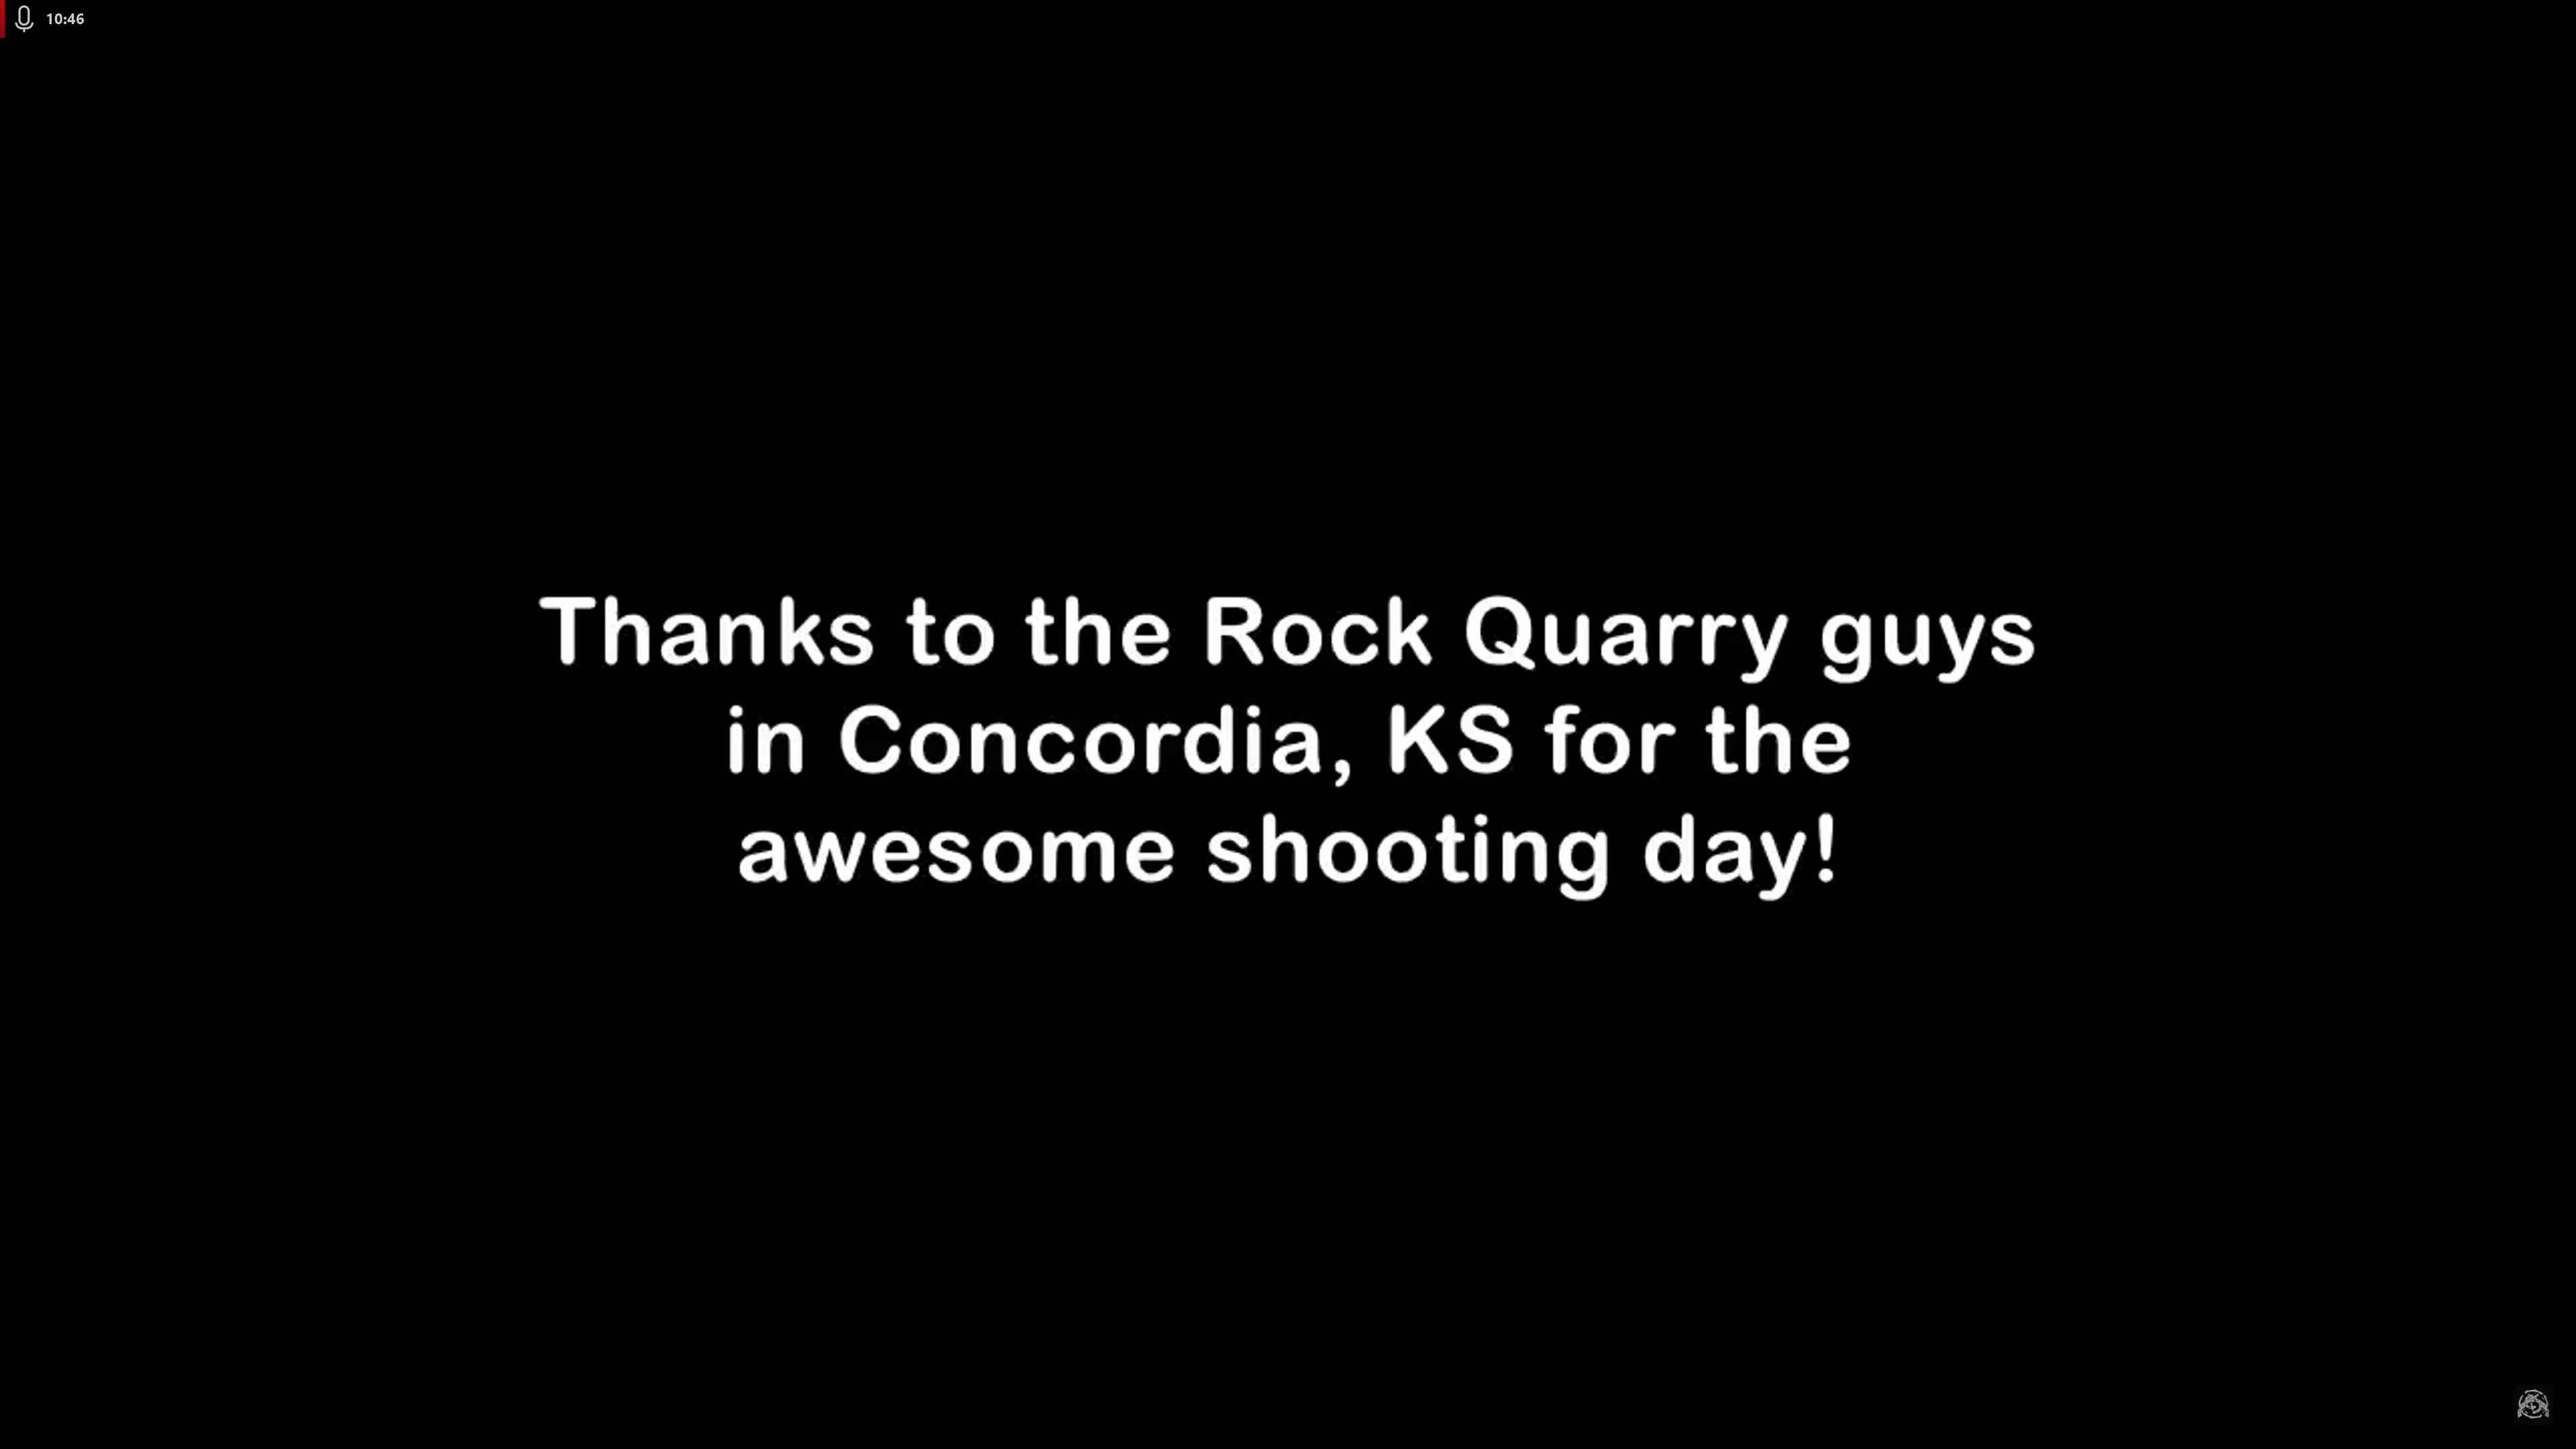 10:46
Thanks to the Rock Quarry guys
in Concordia, KS for the
awesome shooting day!